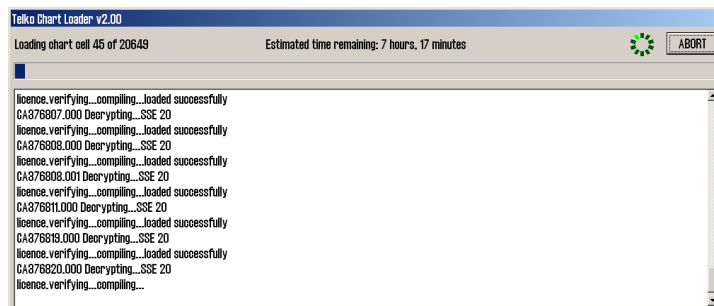 Telko Chart Loader v2.00
Loading chart cell 45 of 20649
Estimated time remaining: 7 hours, 17 minutes
ABORT
licence.verifying...compiling...loaded successfully
CA376807.000 Decrypting...SSE 20
licence.verifying...compiling...loaded successfully
CA376808.000 Decrypting...SSE 20
licence.verifying...compiling...loaded successfully
CA376808.001 Decrypting...SSE 20
licence.verifying...compiling...loaded successfully
CA376811.000 Decrypting...SSE 20
licence.verifying...compiling...loaded successfully
CA376819.000 Decrypting...SSE 20
licence.verifying...compiling...loaded successfully
CA376820.000 Decrypting...SSE 20
licence.verifying...compiling...